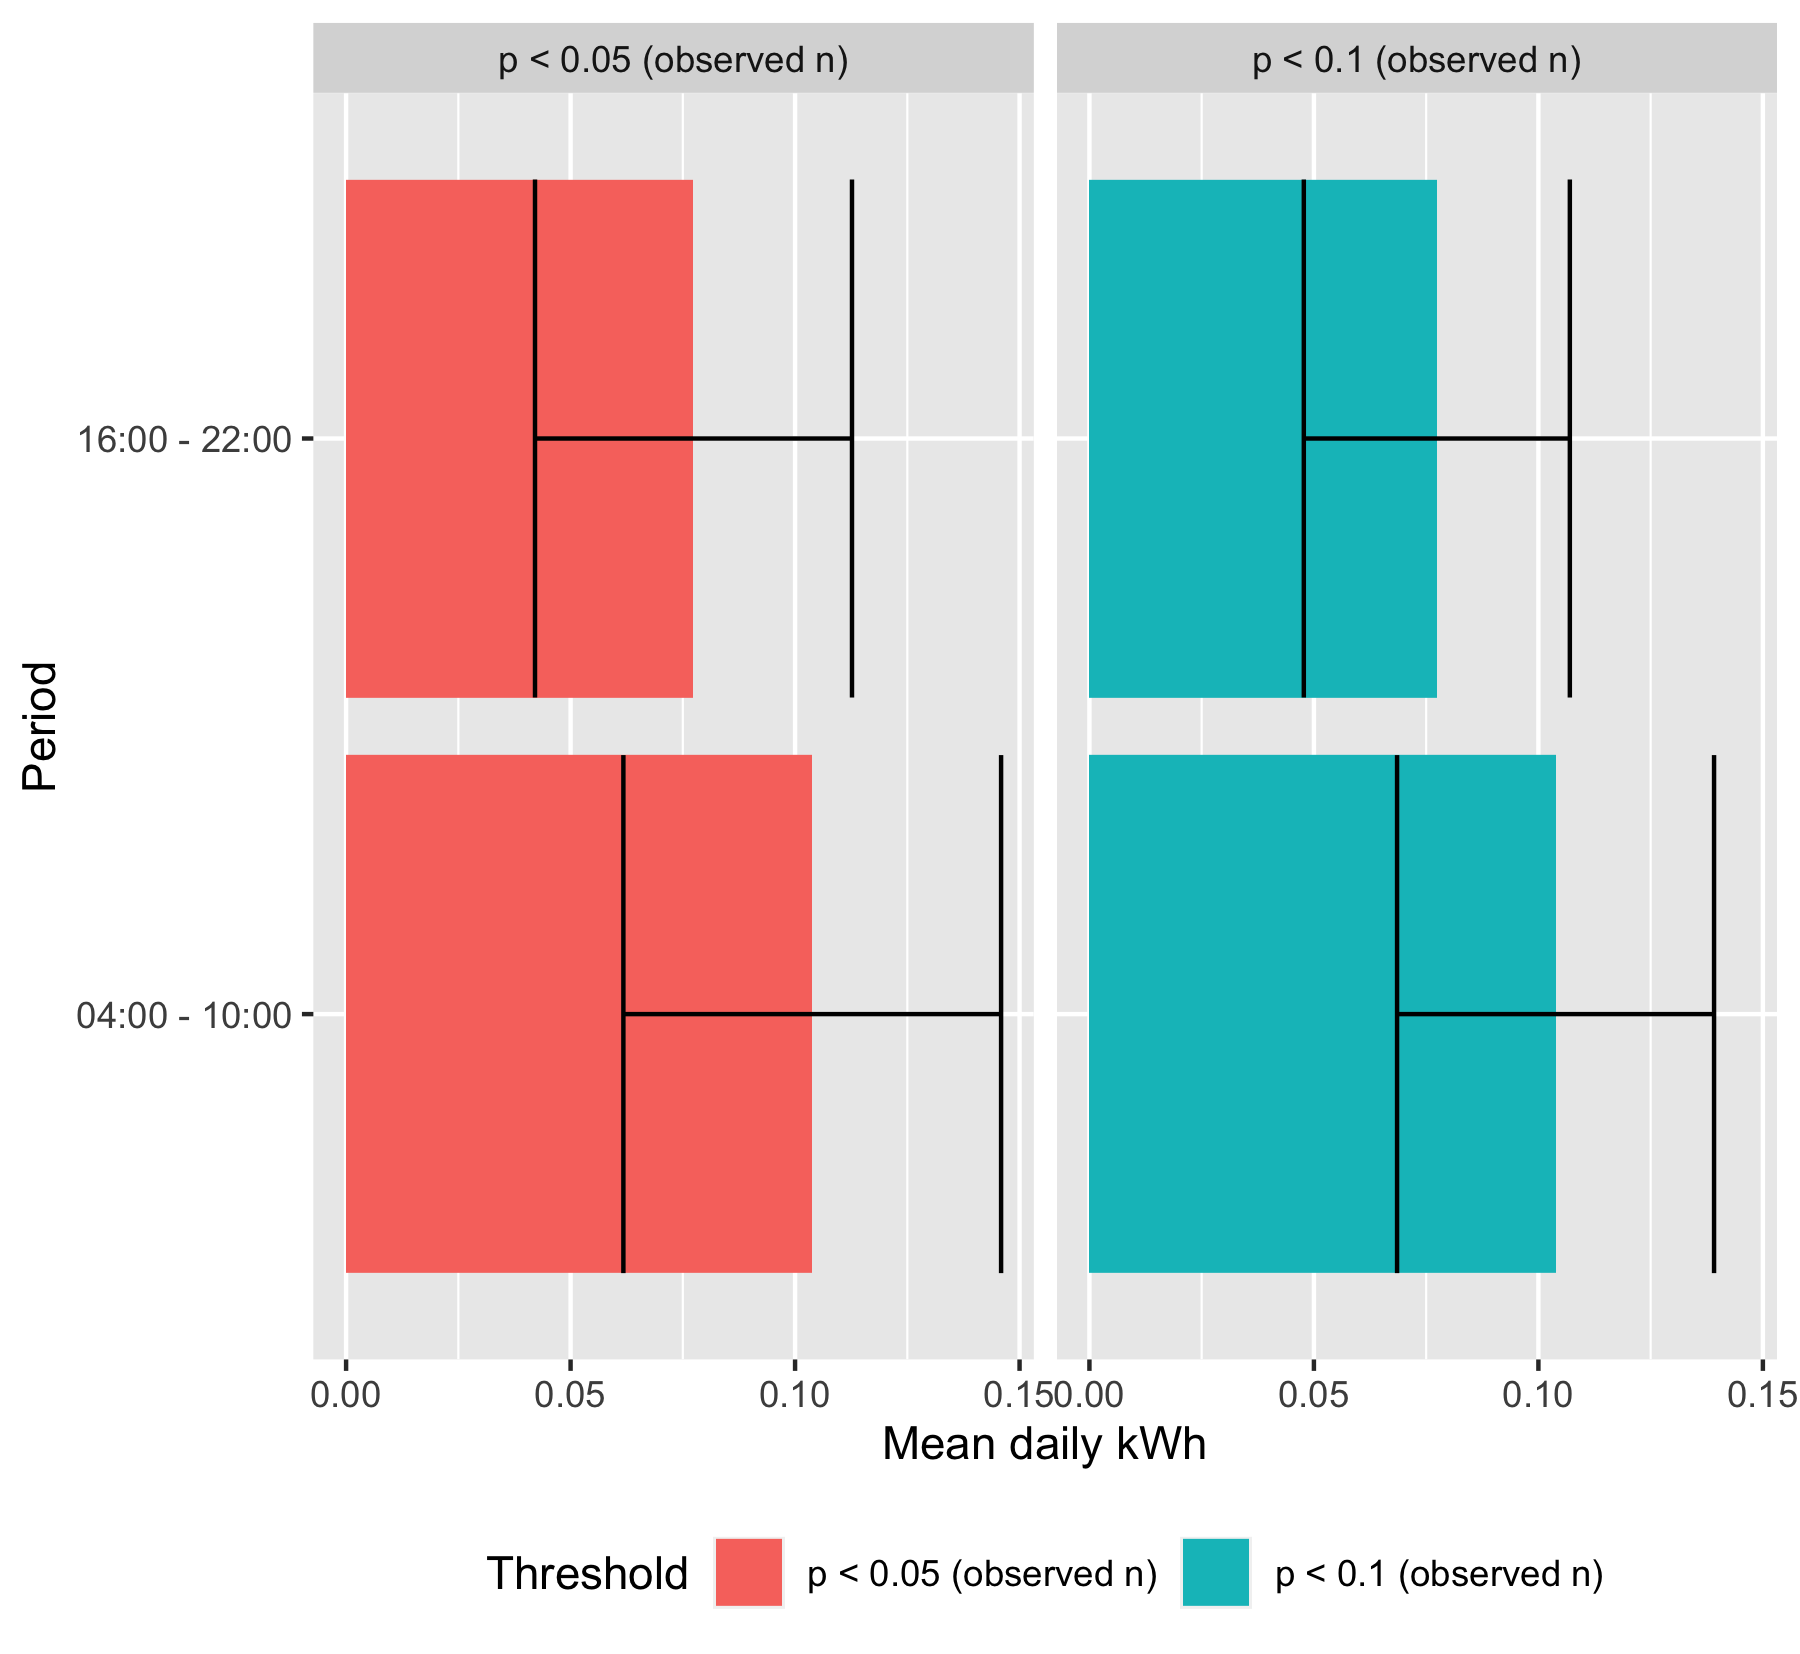 p < 0.05 (observed n)
p < 0.1 (observed n)
Period
16:00 - 22:00
04:00 - 10:00
0.00
0.05
0.10
0.15
0.00
0.05
0.10
0.15
Mean daily kWh
Threshold
p < 0.05 (observed n)
p < 0.1 (observed n)